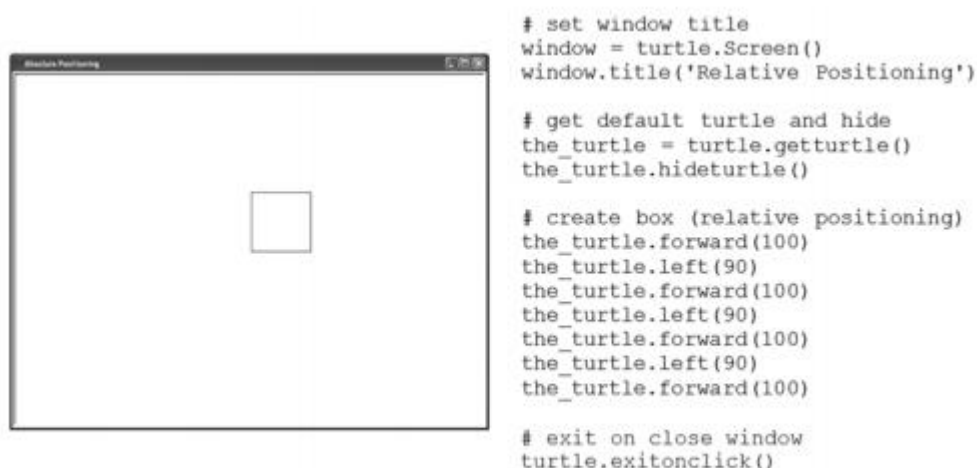 Absolute Positioning
# set window title
window = turtle.Screen()
window.title('Relative Positioning')

# get default turtle and hide
the_turtle = turtle.getturtle()
the_turtle.hideturtle()

# create box (relative positioning)
the_turtle.forward(100)
the_turtle.left(90)
the_turtle.forward(100)
the_turtle.left(90)
the_turtle.forward(100)
the_turtle.left(90)
the_turtle.forward(100)

# exit on close window
turtle.exitonclick()